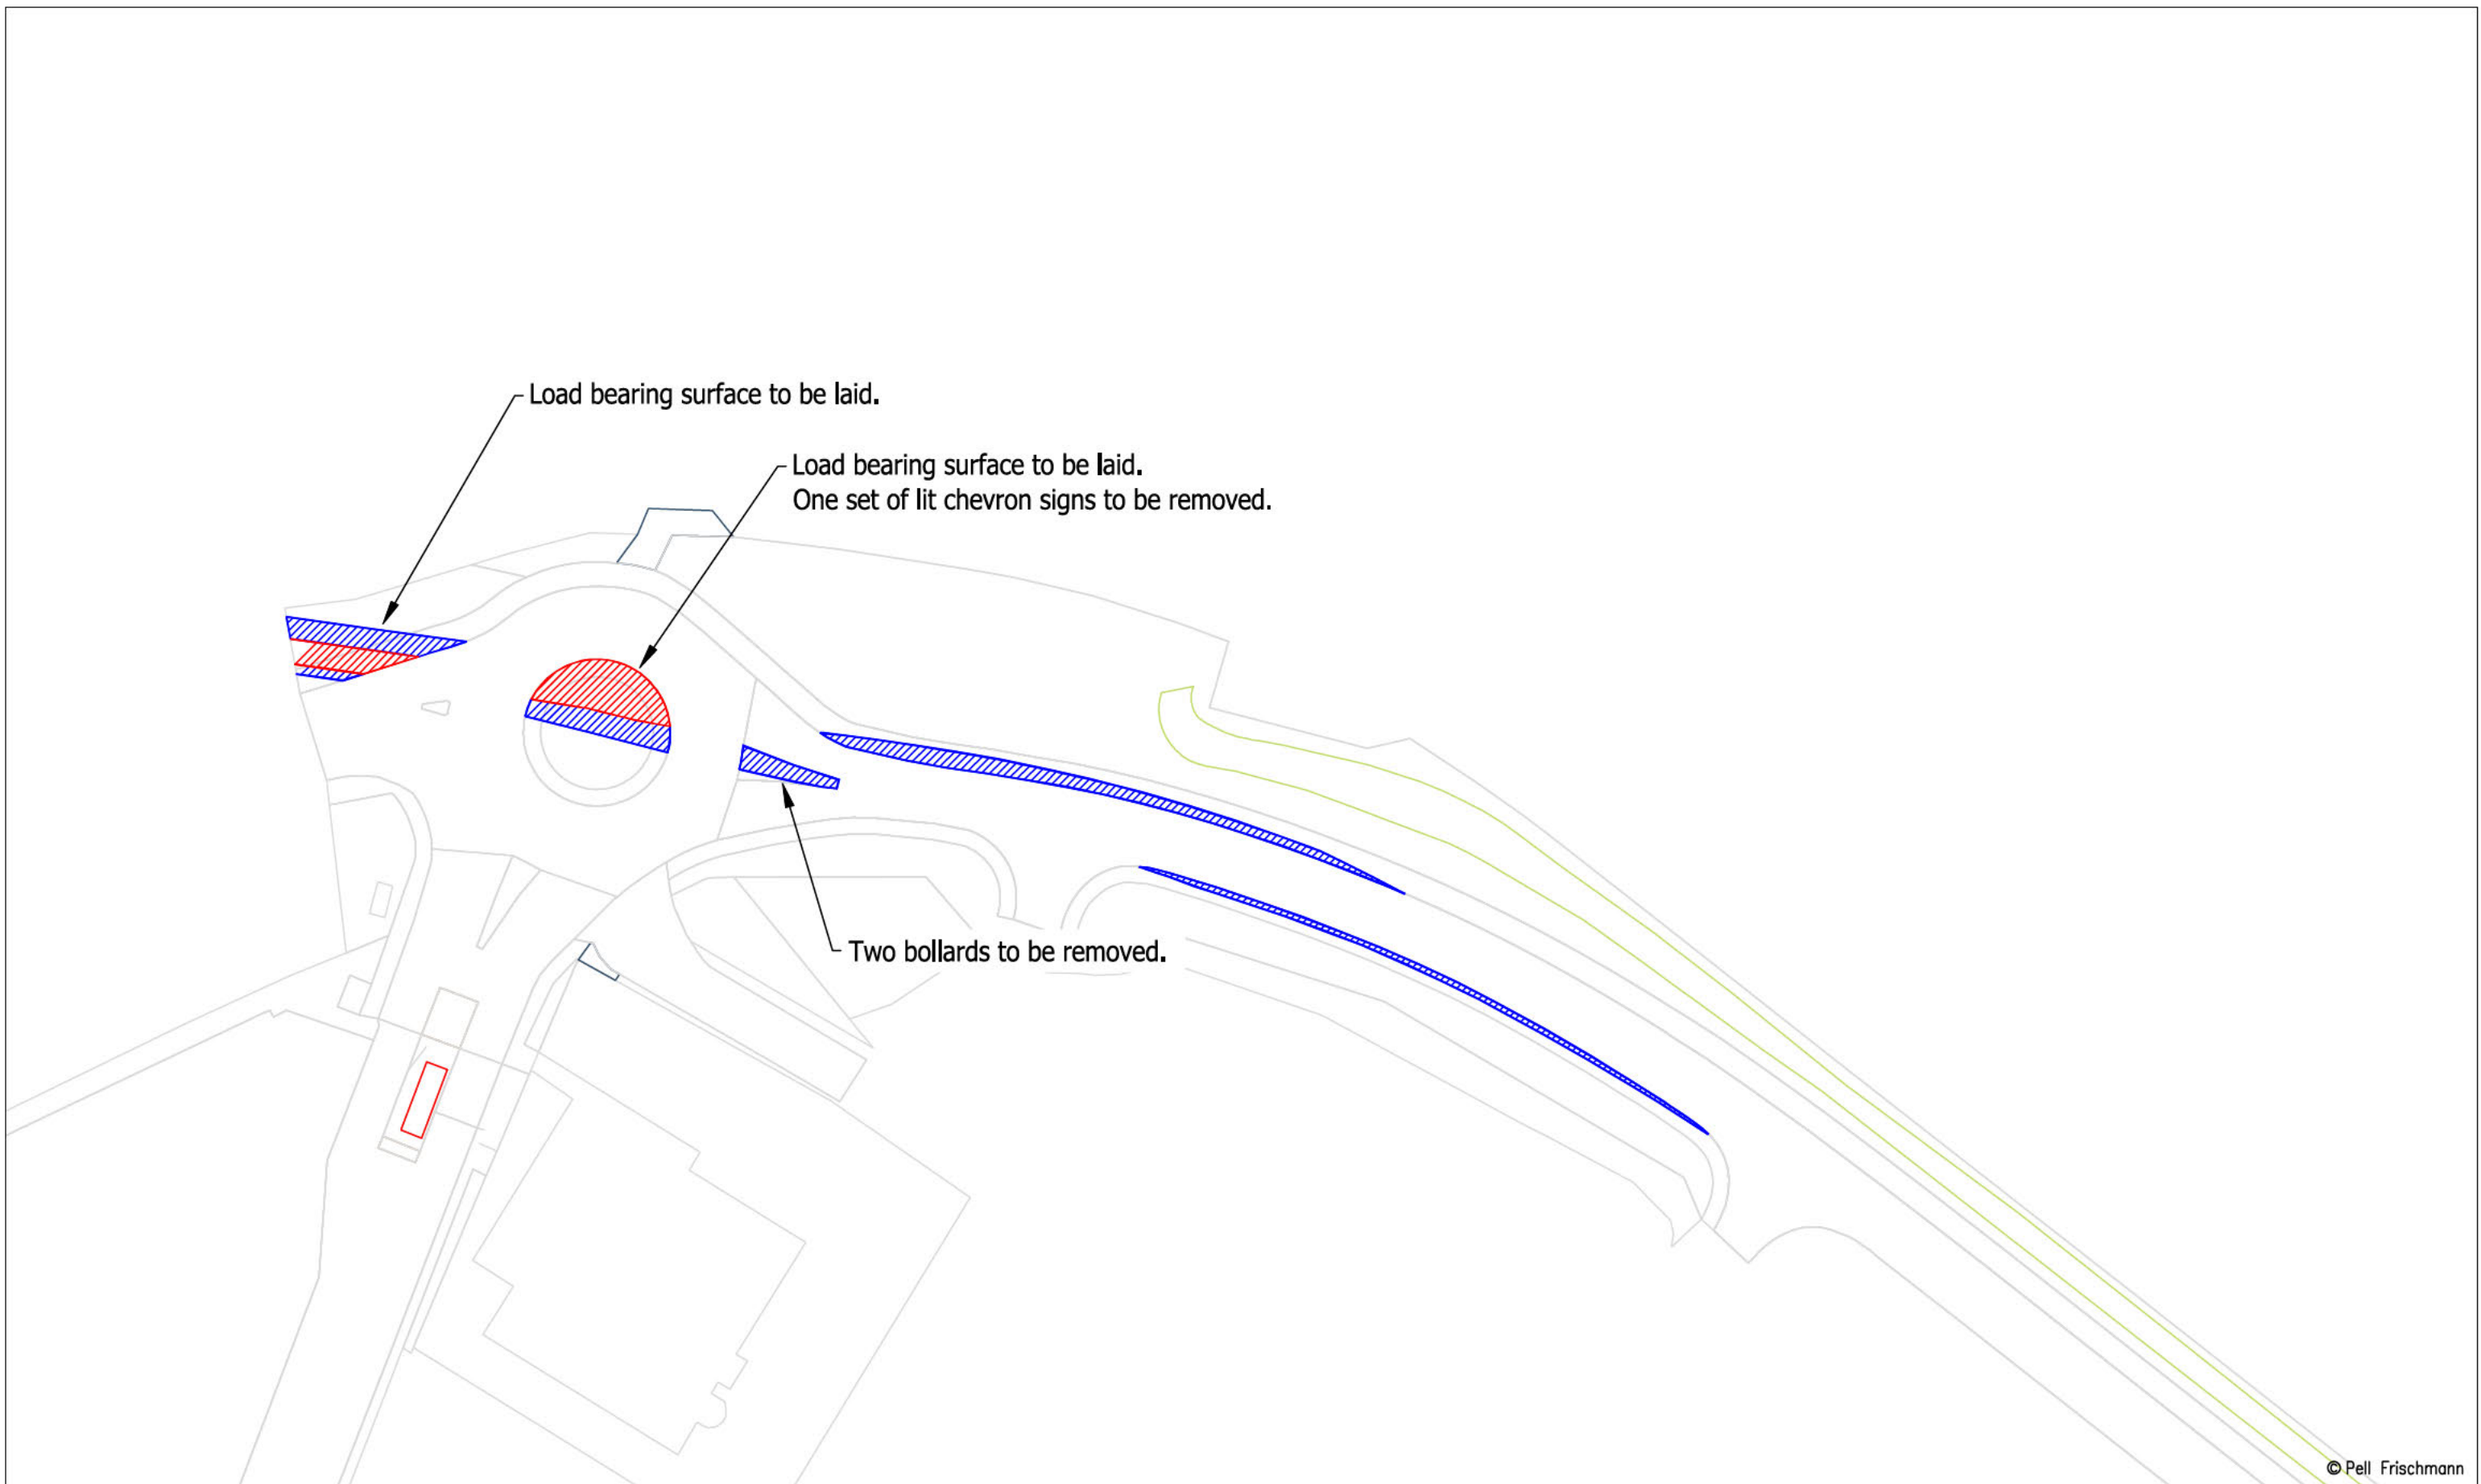 Load bearing surface to be laid.
Load bearing surface to be laid.
One set of lit chevron signs to be removed.
Two bollards to be removed.
© Pell Frischmann